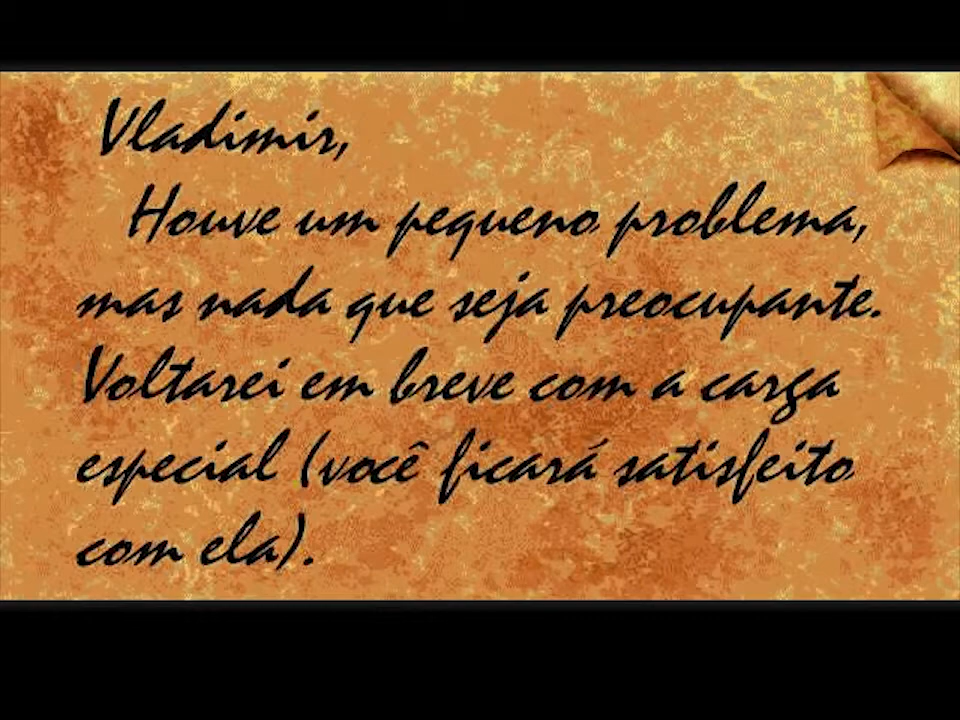 Vladimir,
Houve um pequeno problema,
mas nada que seja preocupante.
Voltarei em breve com a carga
especial (você ficará satisfeito
com ela).